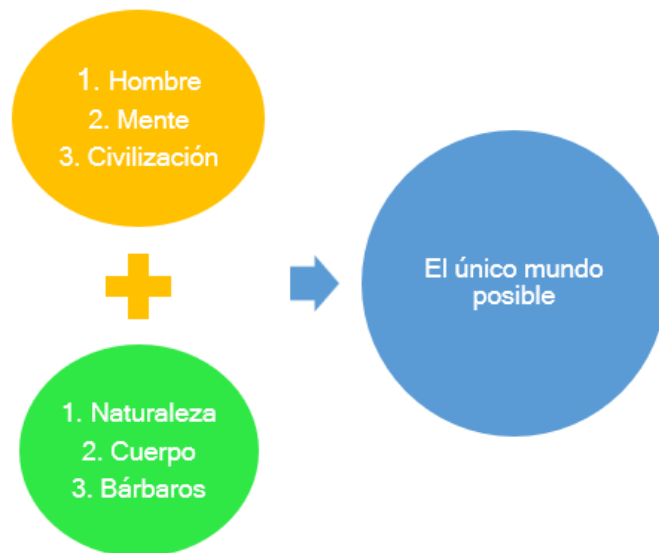 1. Hombre
2. Mente
3. Civilización
1. Naturaleza
2. Cuerpo
3. Bárbaros
El único mundo
posible